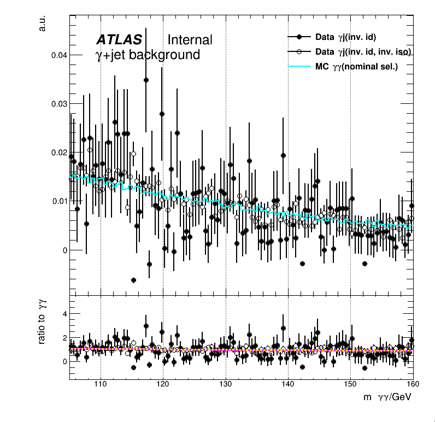 a.u.
ATLAS Internal
γ+jet background
Data γj(inv. id)
Data γj(inv. id, inv. iso)
MC γγ(nominal sel.)
0.04
0.03
0.02
0.01
0
ratio to γγ
4
2
0
110 120 130 140 150 160
m γγ/GeV